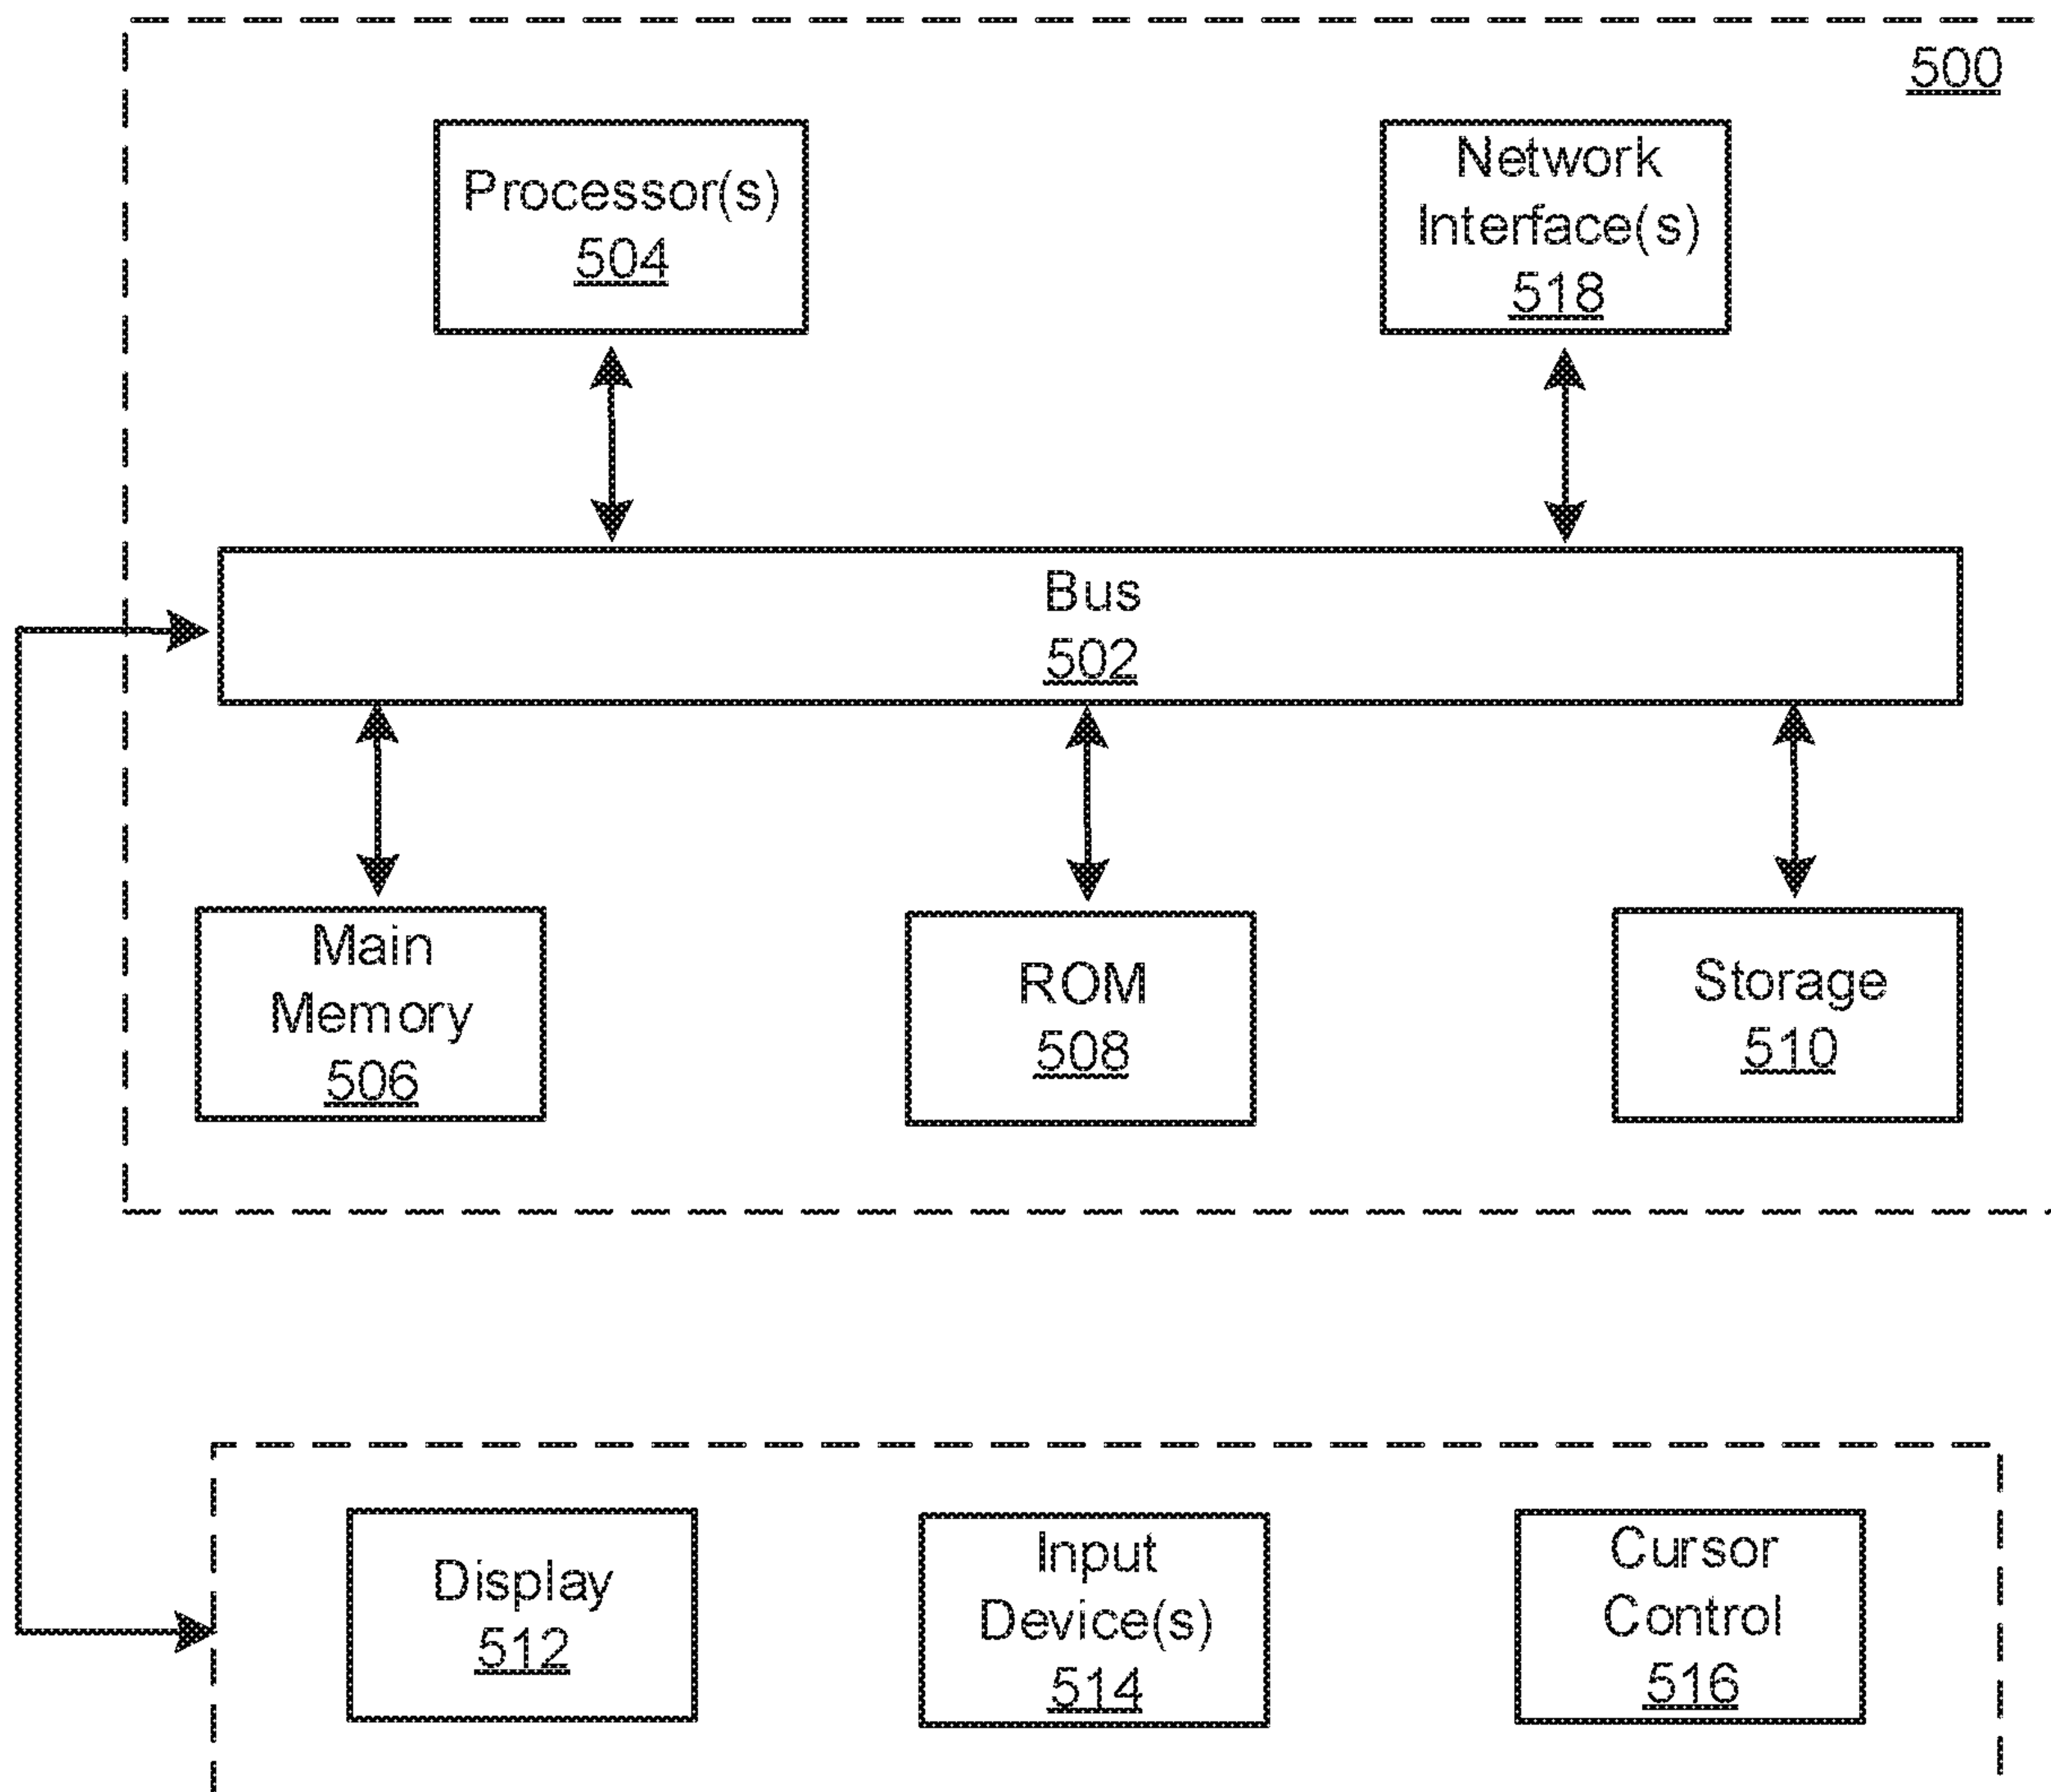 500
Processor(s)
504
Network
Interface(s)
518
Bus
502
Main
Memory
506
ROM
508
Storage
510
Display
512
Input
Device(s)
514
Cursor
Control
516